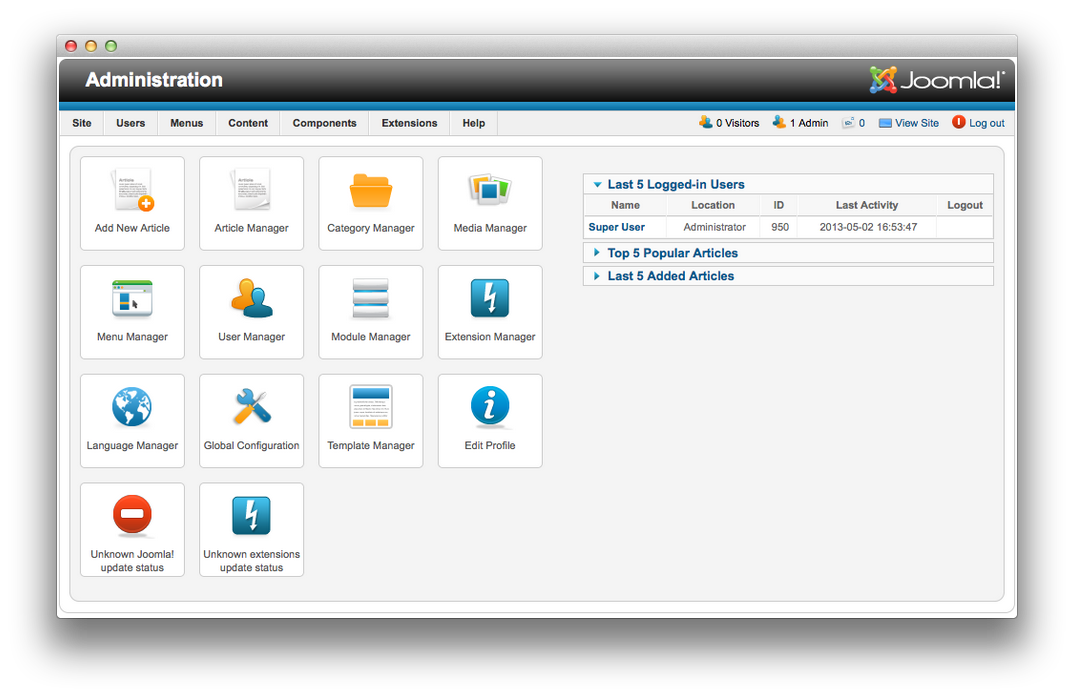 Administration
Joomla!
Site Users Menus Content Components Extensions Help 0 Visitors 1 Admin 0 View Site Log out
Add New Article Article Manager Category Manager Media Manager
Menu Manager User Manager Module Manager Extension Manager
Language Manager Global Configuration Template Manager Edit Profile
Unknown Joomla!
update status
Unknown extensions
update status
Last 5 Logged-in Users
Name Location ID Last Activity Logout
Super User Administrator 950 2013-05-02 16:53:47
Top 5 Popular Articles
Last 5 Added Articles